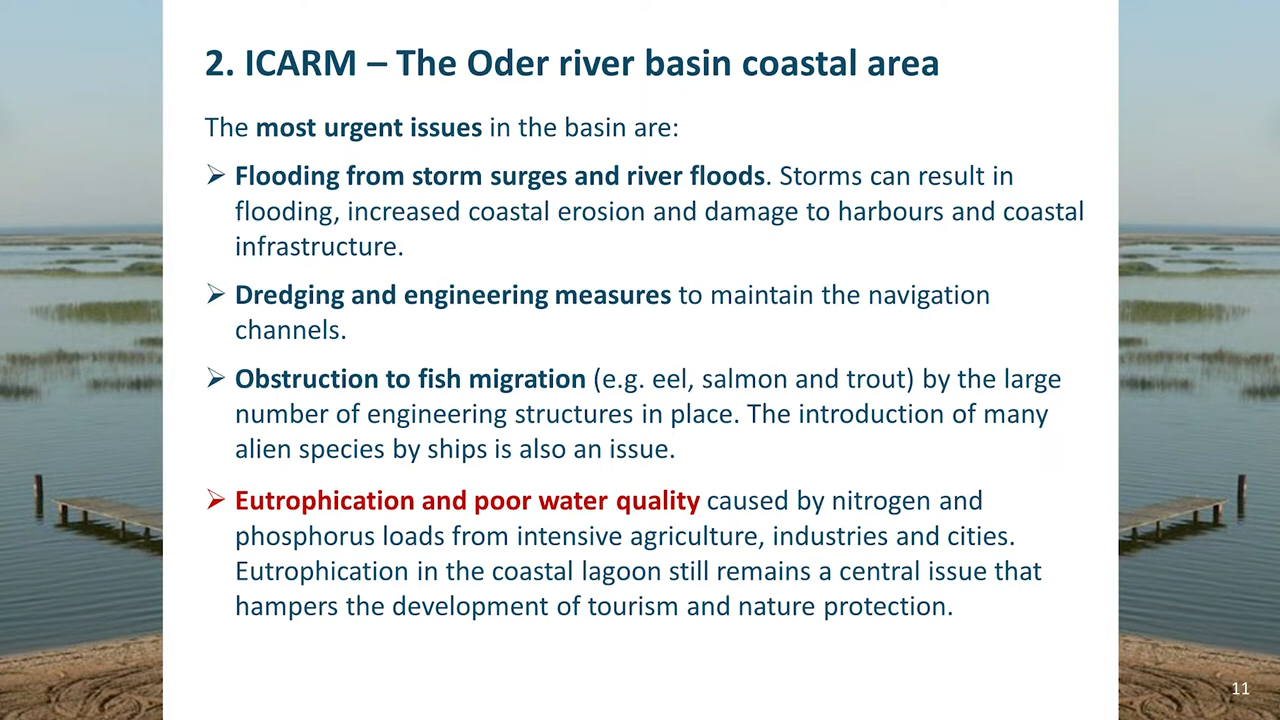 2. ICARM – The Oder river basin coastal area
The most urgent issues in the basin are:
➢ Flooding from storm surges and river floods. Storms can result in
flooding, increased coastal erosion and damage to harbours and coastal
infrastructure.
➢ Dredging and engineering measures to maintain the navigation
channels.
➢ Obstruction to fish migration (e.g. eel, salmon and trout) by the large
number of engineering structures in place. The introduction of many
alien species by ships is also an issue.
➢ Eutrophication and poor water quality caused by nitrogen and
phosphorus loads from intensive agriculture, industries and cities.
Eutrophication in the coastal lagoon still remains a central issue that
hampers the development of tourism and nature protection.
11